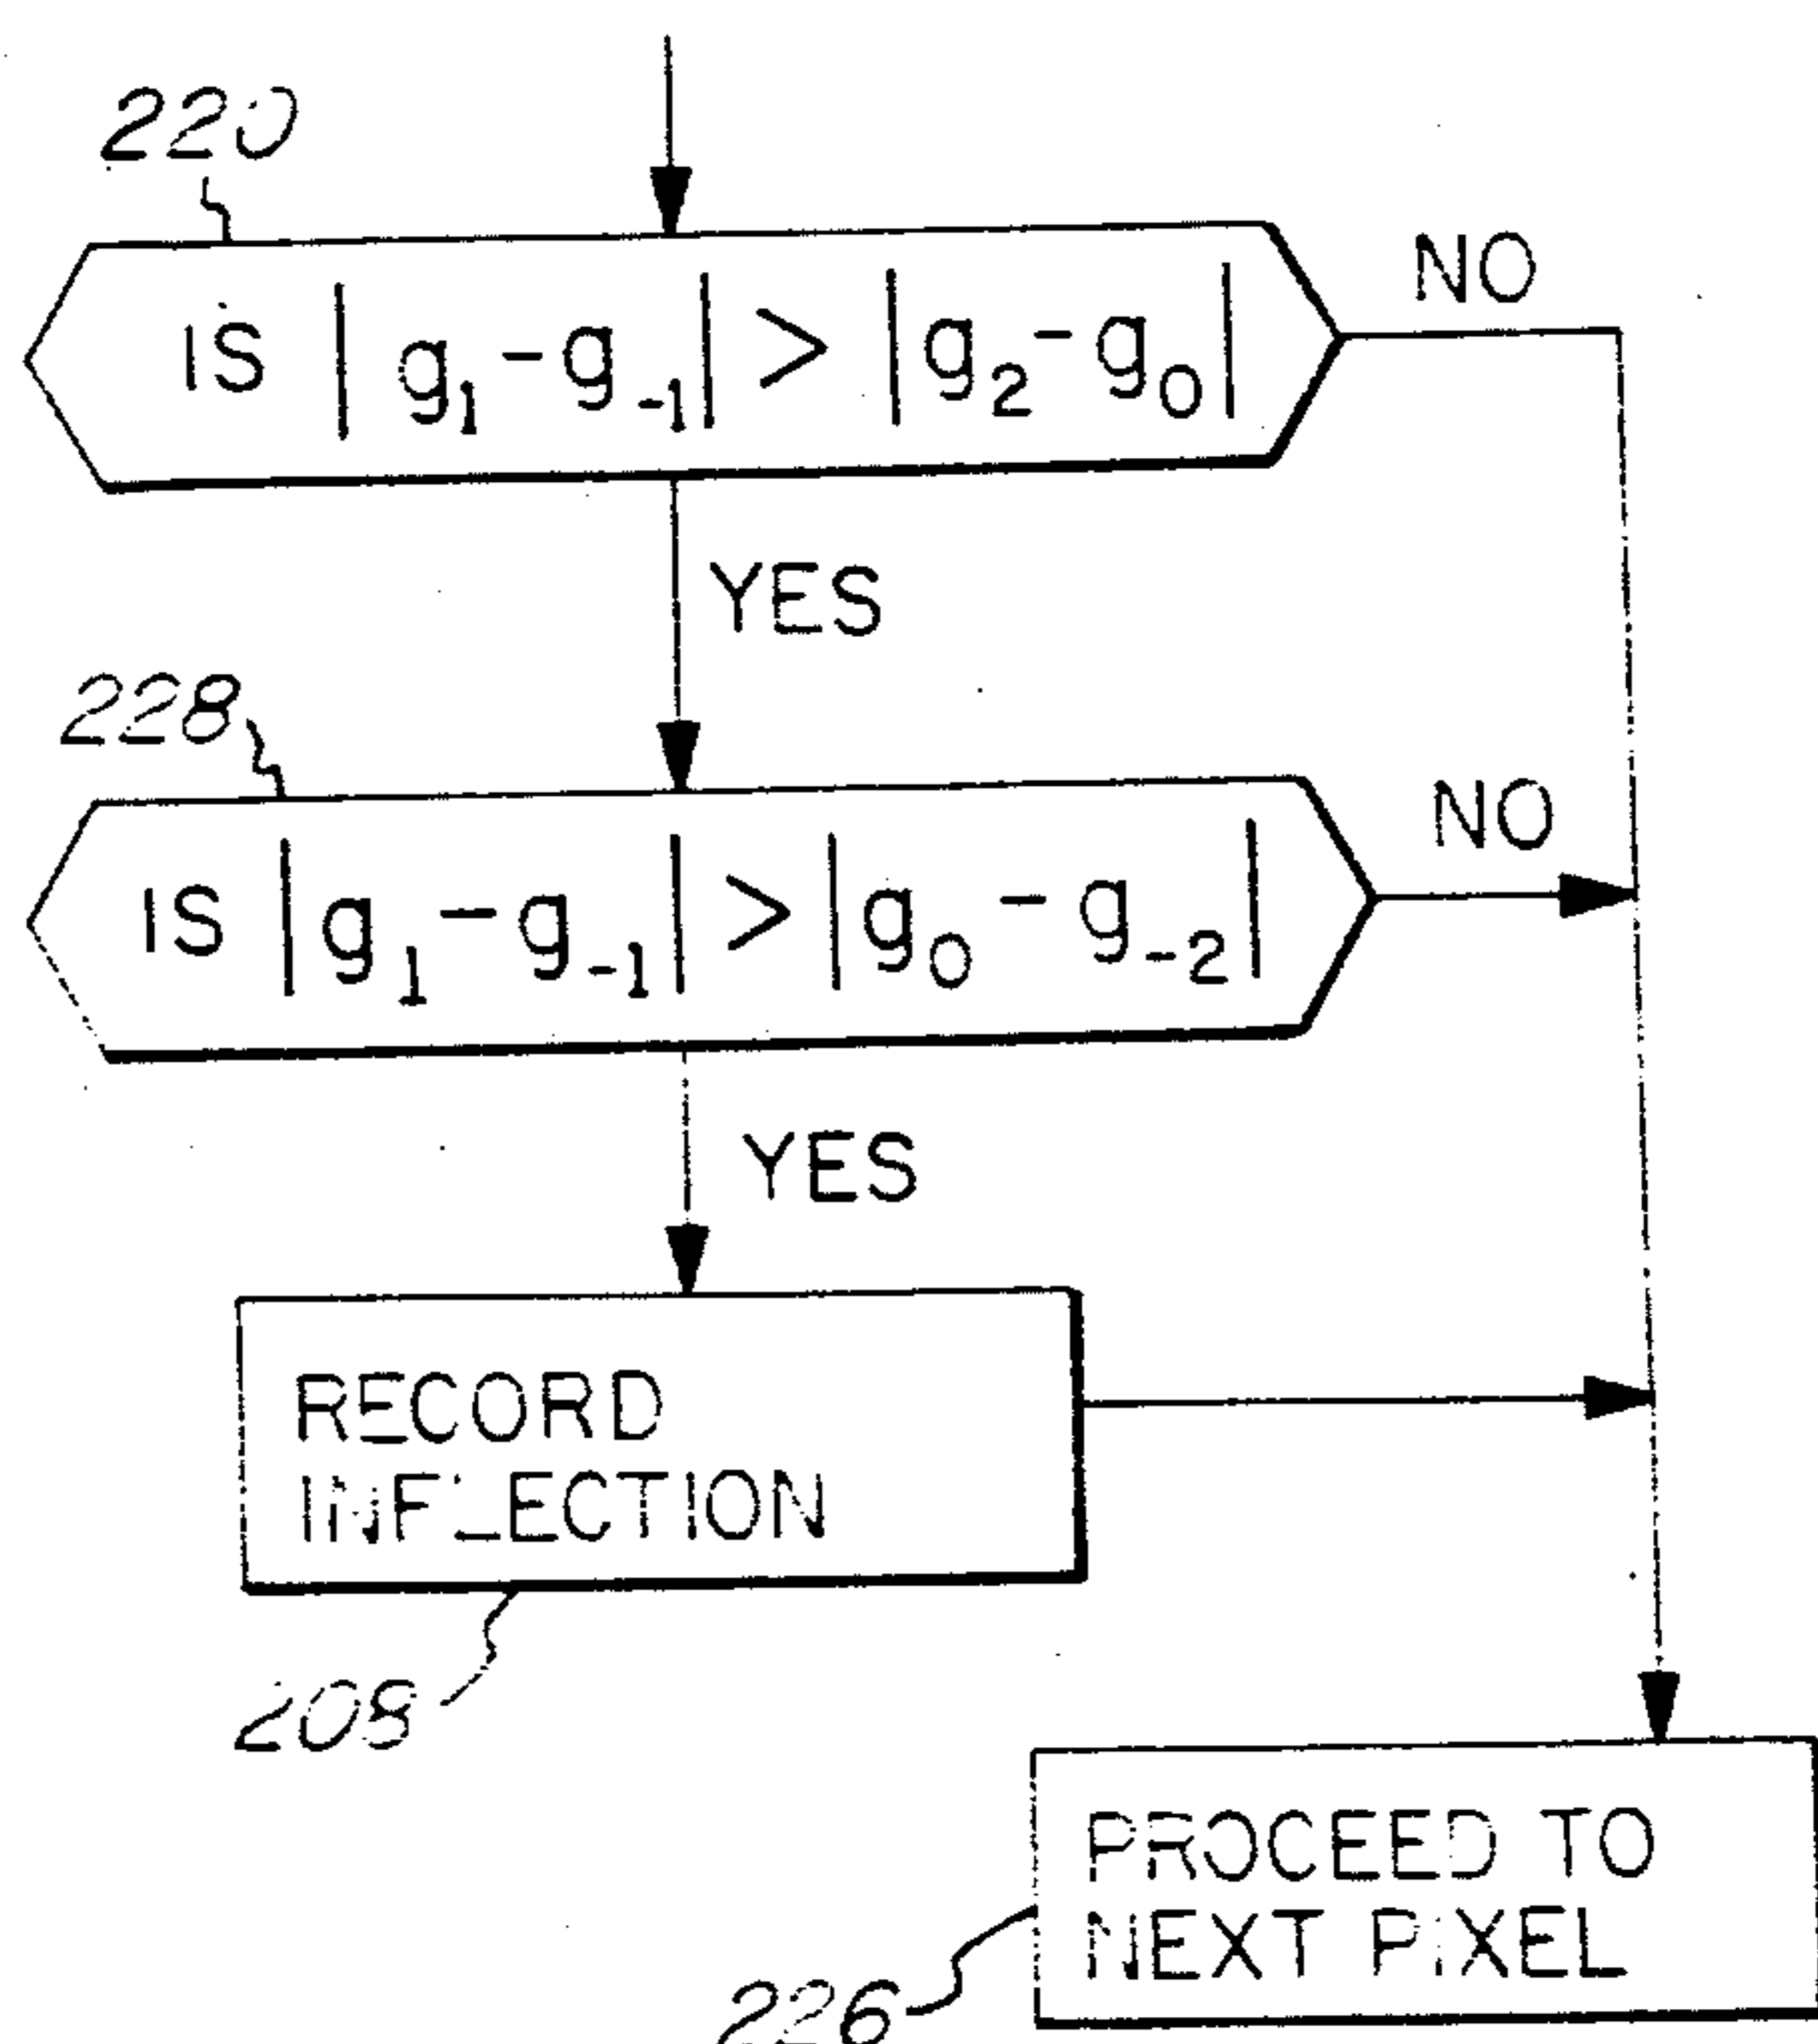 220
IS | g₁ - g₋₁ | > | g₂ - g₀ |
NO
YES
228
IS | g₁ - g₋₁ | > | g₀ - g₋₂ |
NO
YES
RECORD
INFLECTION
208
PROCEED TO
NEXT PIXEL
226